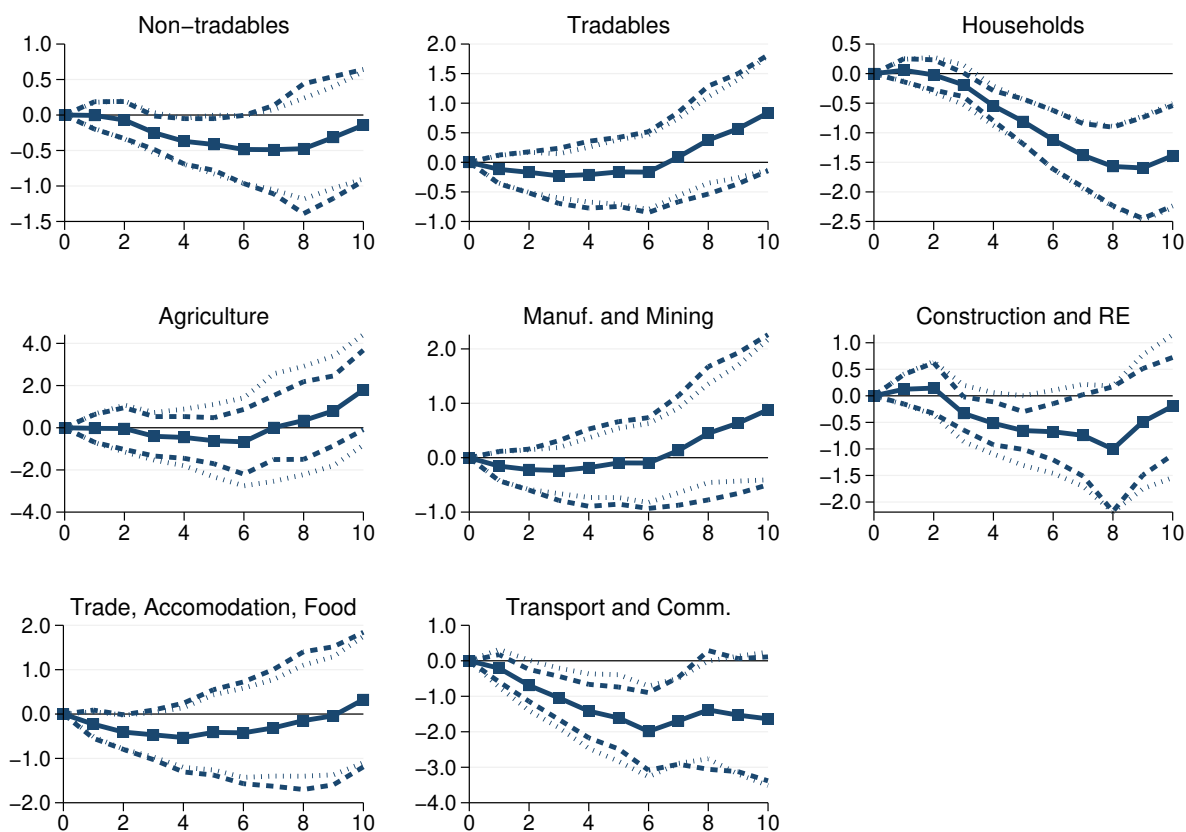 Non−tradables
1.0
0.5
0.0
−0.5
−1.0
−1.5
0 2 4 6 8 10
Tradables
2.0
1.5
1.0
0.5
0.0
−0.5
−1.0
0 2 4 6 8 10
Households
0.5
0.0
−0.5
−1.0
−1.5
−2.0
−2.5
0 2 4 6 8 10
Agriculture
4.0
2.0
0.0
−2.0
−4.0
0 2 4 6 8 10
Manuf. and Mining
2.0
1.0
0.0
−1.0
0 2 4 6 8 10
Construction and RE
1.0
0.5
0.0
−0.5
−1.0
−1.5
−2.0
0 2 4 6 8 10
Trade, Accomodation, Food
2.0
1.0
0.0
−1.0
−2.0
0 2 4 6 8 10
Transport and Comm.
1.0
0.0
−1.0
−2.0
−3.0
−4.0
0 2 4 6 8 10